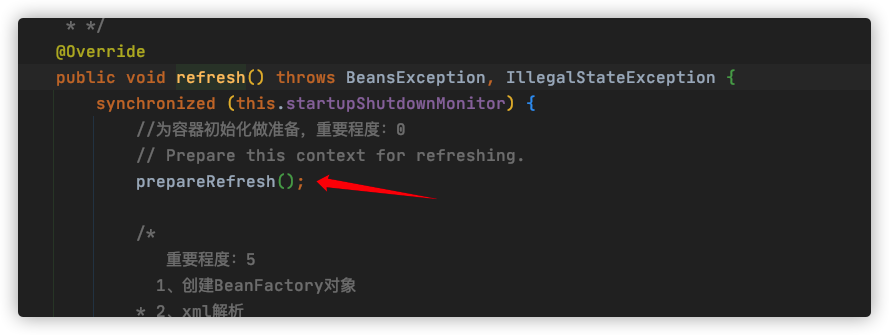 * */
@Override
public void refresh() throws BeansException, IllegalStateException {
synchronized (this.startupShutdownMonitor) {
//为容器初始化做准备，重要程度：0
// Prepare this context for refreshing.
prepareRefresh();
/*
重要程度：5
1、创建BeanFactory对象
* 2、xml解析